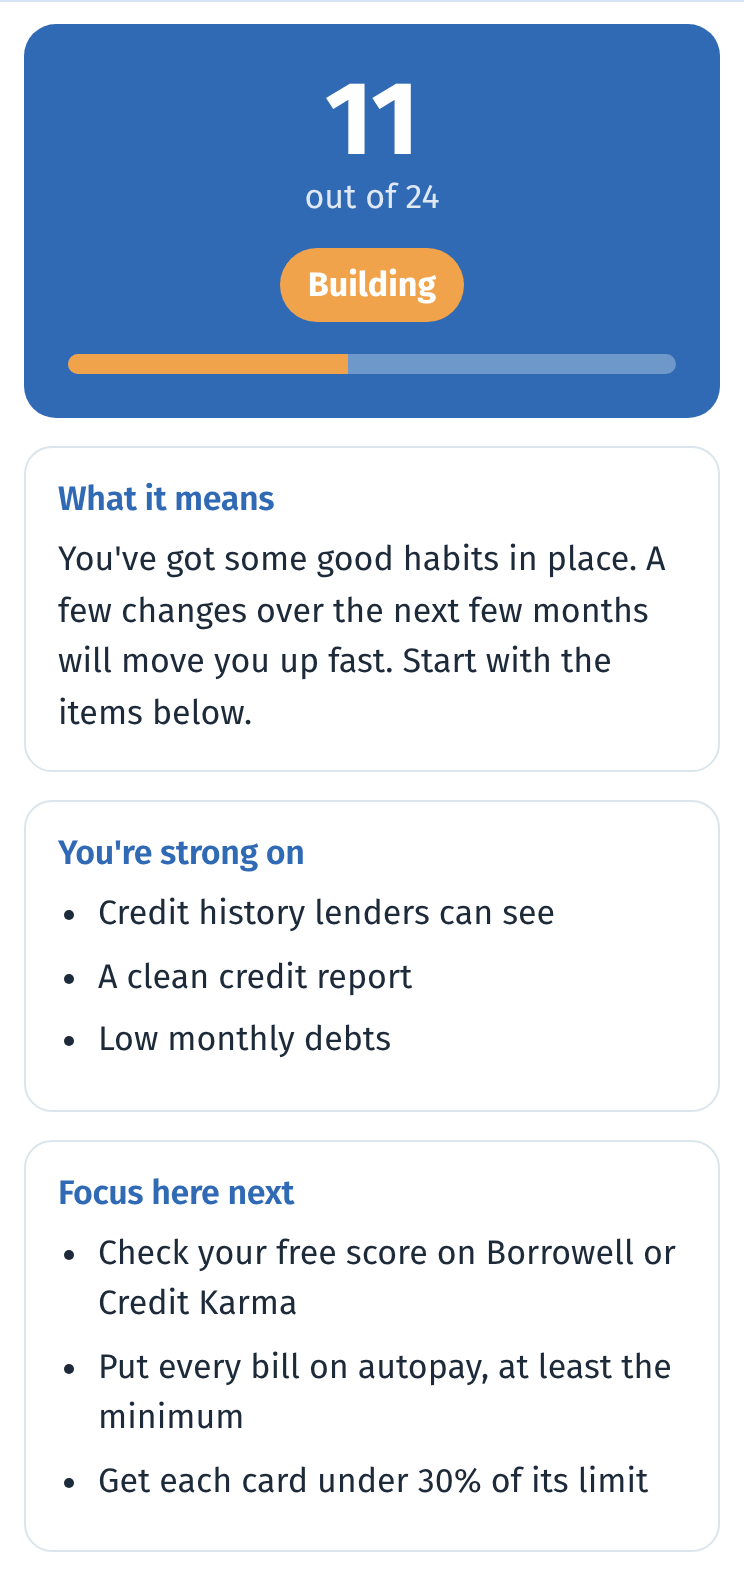 11
out of 24
Building
What it means
You've got some good habits in place. A
few changes over the next few months
will move you up fast. Start with the
items below.
You're strong on
• Credit history lenders can see
• A clean credit report
• Low monthly debts
Focus here next
• Check your free score on Borrowell or
Credit Karma
• Put every bill on autopay, at least the
minimum
• Get each card under 30% of its limit